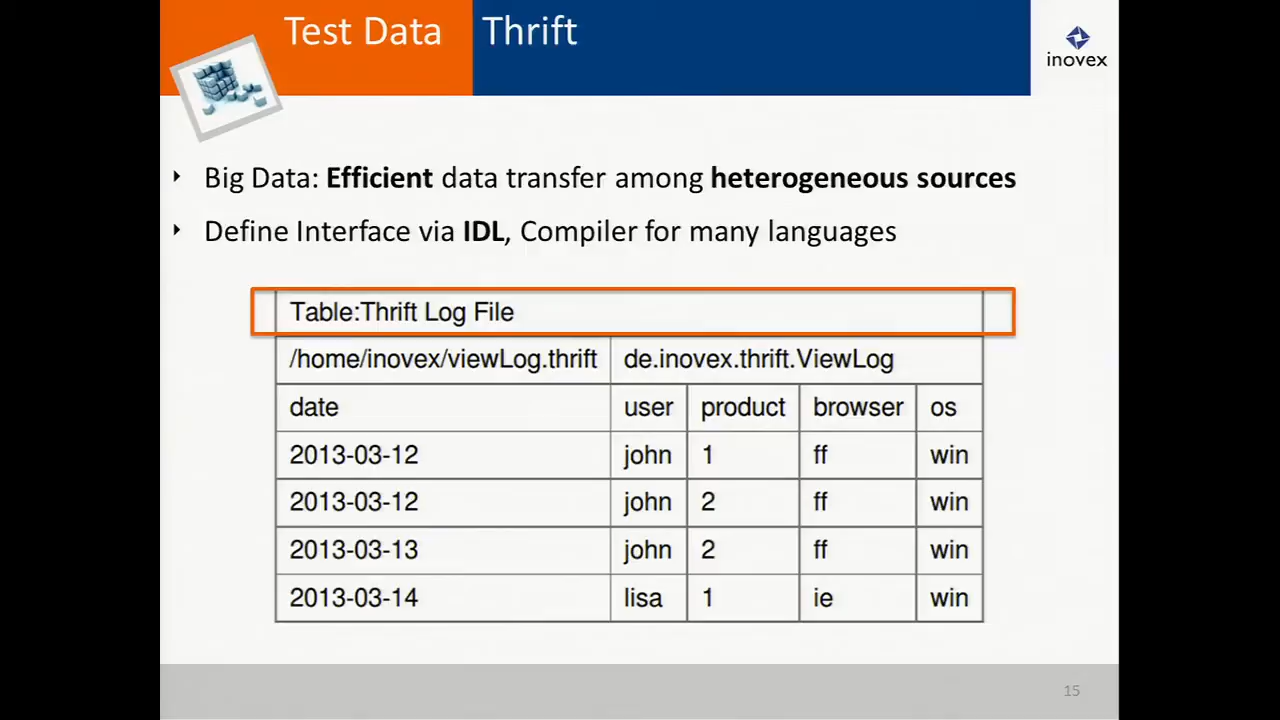 Test Data Thrift
inovex
Big Data: Efficient data transfer among heterogeneous sources
Define Interface via IDL, Compiler for many languages
Table:Thrift Log File
/home/inovex/viewLog.thrift de.inovex.thrift.ViewLog
date user product browser os
2013-03-12 john 1 ff win
2013-03-12 john 2 ff win
2013-03-13 john 2 ff win
2013-03-14 lisa 1 ie win
15